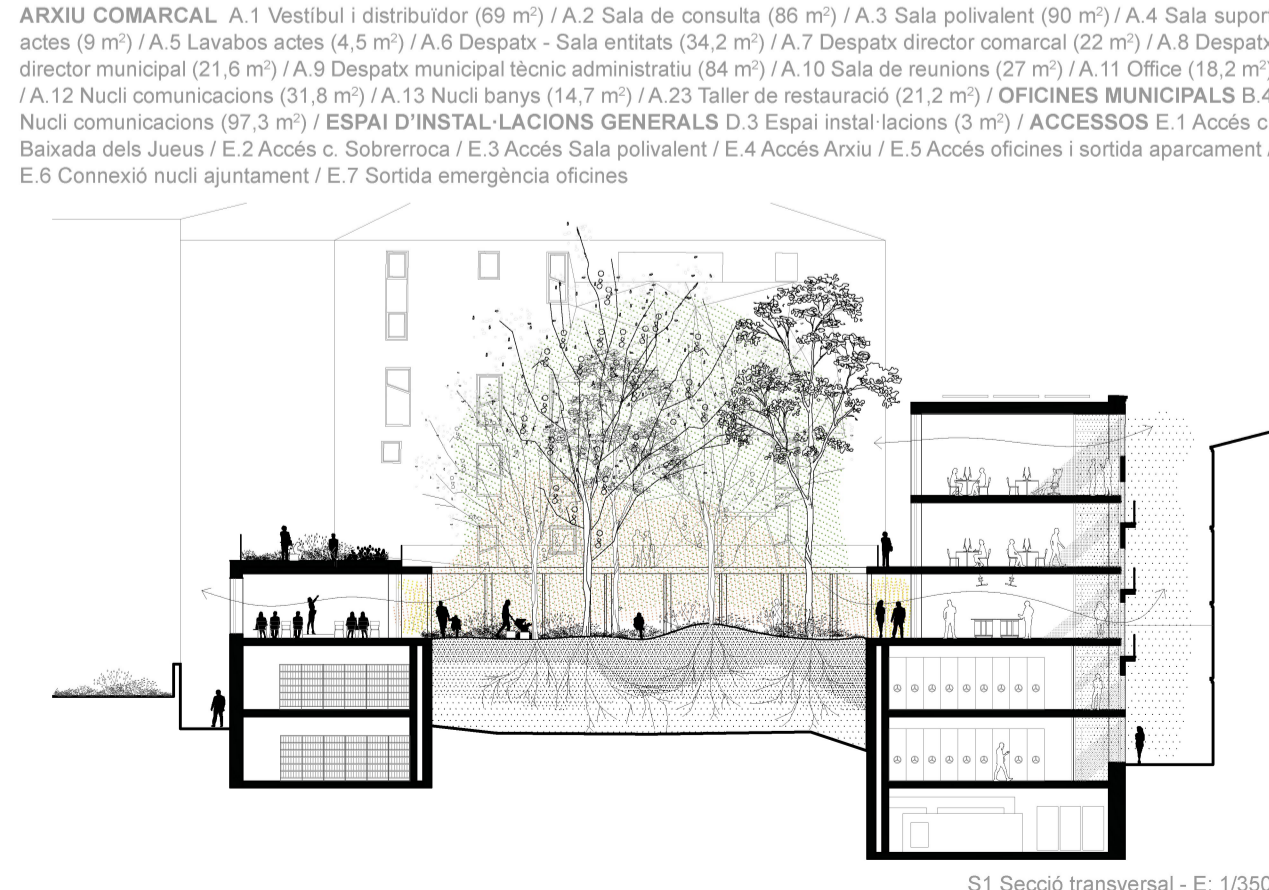 ARXIU COMARCAL A.1 Vestíbul i distribuïdor (69 m²) / A.2 Sala de consulta (86 m²) / A.3 Sala polivalent (90 m²) / A.4 Sala suport
actes (9 m²) / A.5 Lavabos actes (4,5 m²) / A.6 Despatx - Sala entitats (34,2 m²) / A.7 Despatx director comarcal (22 m²) / A.8 Despatx
director municipal (21,6 m²) / A.9 Despatx municipal tècnic administratiu (84 m²) / A.10 Sala de reunions (27 m²) / A.11 Office (18,2 m²)
/ A.12 Nucli comunicacions (31,8 m²) / A.13 Nucli banys (14,7 m²) / A.23 Taller de restauració (21,2 m²) / OFICINES MUNICIPALS B.4
Nucli comunicacions (97,3 m²) / ESPAI D'INSTAL·LACIONS GENERALS D.3 Espai instal·lacions (3 m²) / ACCESSOS E.1 Accés c.
Baixada dels Jueus / E.2 Accés c. Sobrerroca / E.3 Accés Sala polivalent / E.4 Accés Arxiu / E.5 Accés oficines i sortida aparcament /
E.6 Connexió nucli ajuntament / E.7 Sortida emergència oficines
S1 Secció transversal - E: 1/350